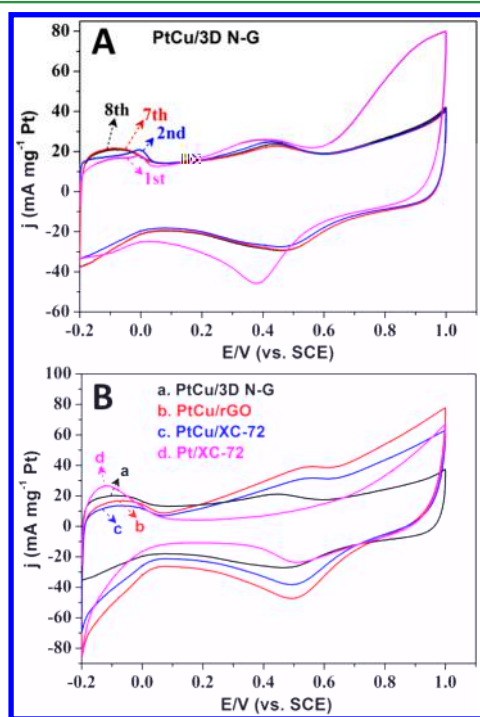 A
PtCu/3D N-G
8th
7th
2nd
1st
80
60
40
20
0
-20
-40
-60
j (mA mg⁻¹ Pt)
-0.2 0.0 0.2 0.4 0.6 0.8 1.0
E/V (vs. SCE)
B
a. PtCu/3D N-G
b. PtCu/rGO
c. PtCu/XC-72
d. Pt/XC-72
d
a
c
b
100
80
60
40
20
0
-20
-40
-60
-80
j (mA mg⁻¹ Pt)
-0.2 0.0 0.2 0.4 0.6 0.8 1.0
E/V (vs. SCE)